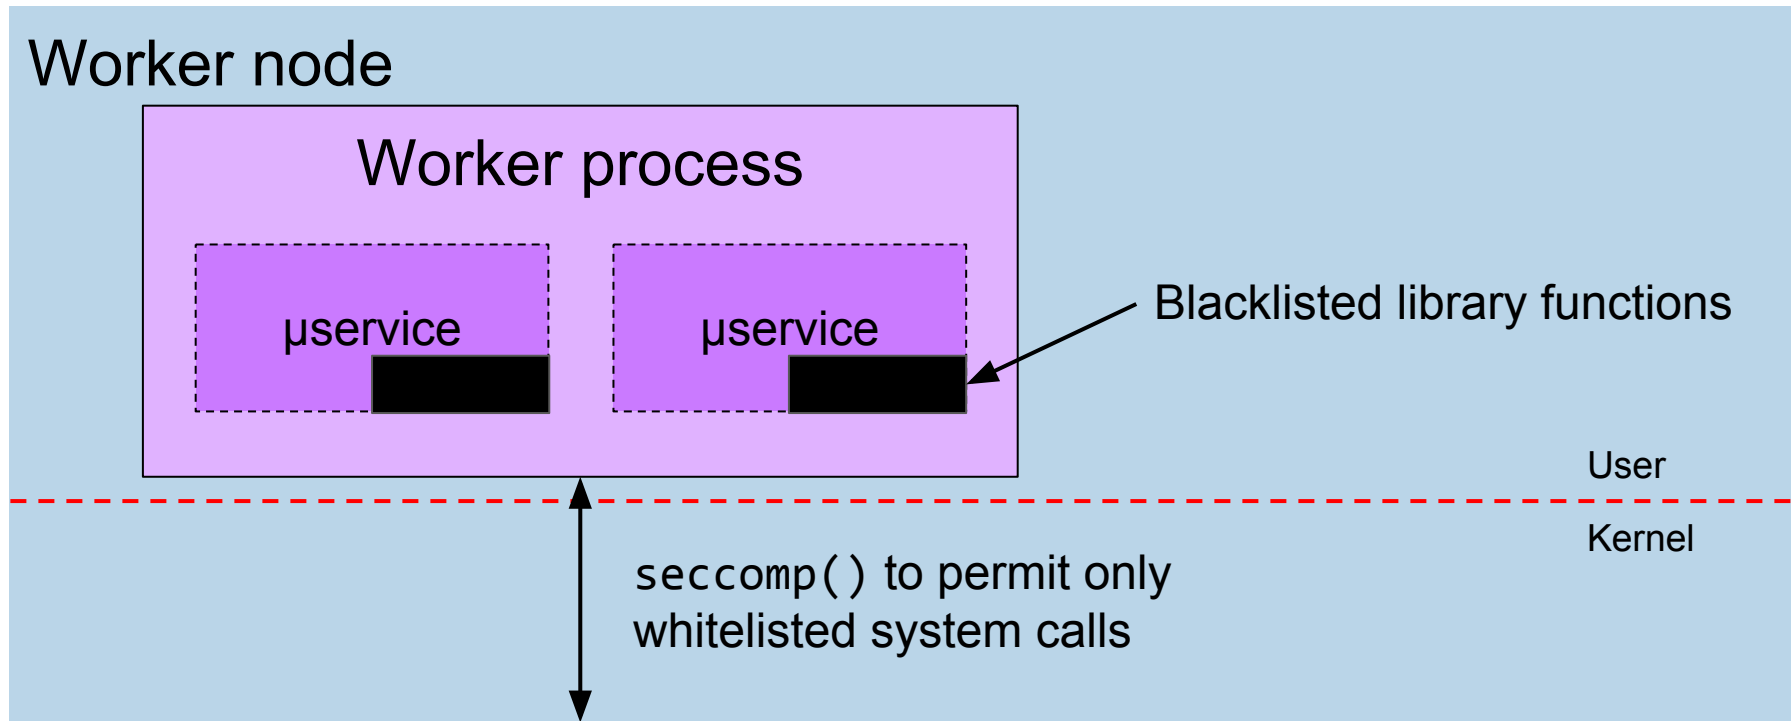 Worker node
Worker process
µservice
µservice
Blacklisted library functions
User
Kernel
seccomp() to permit only
whitelisted system calls